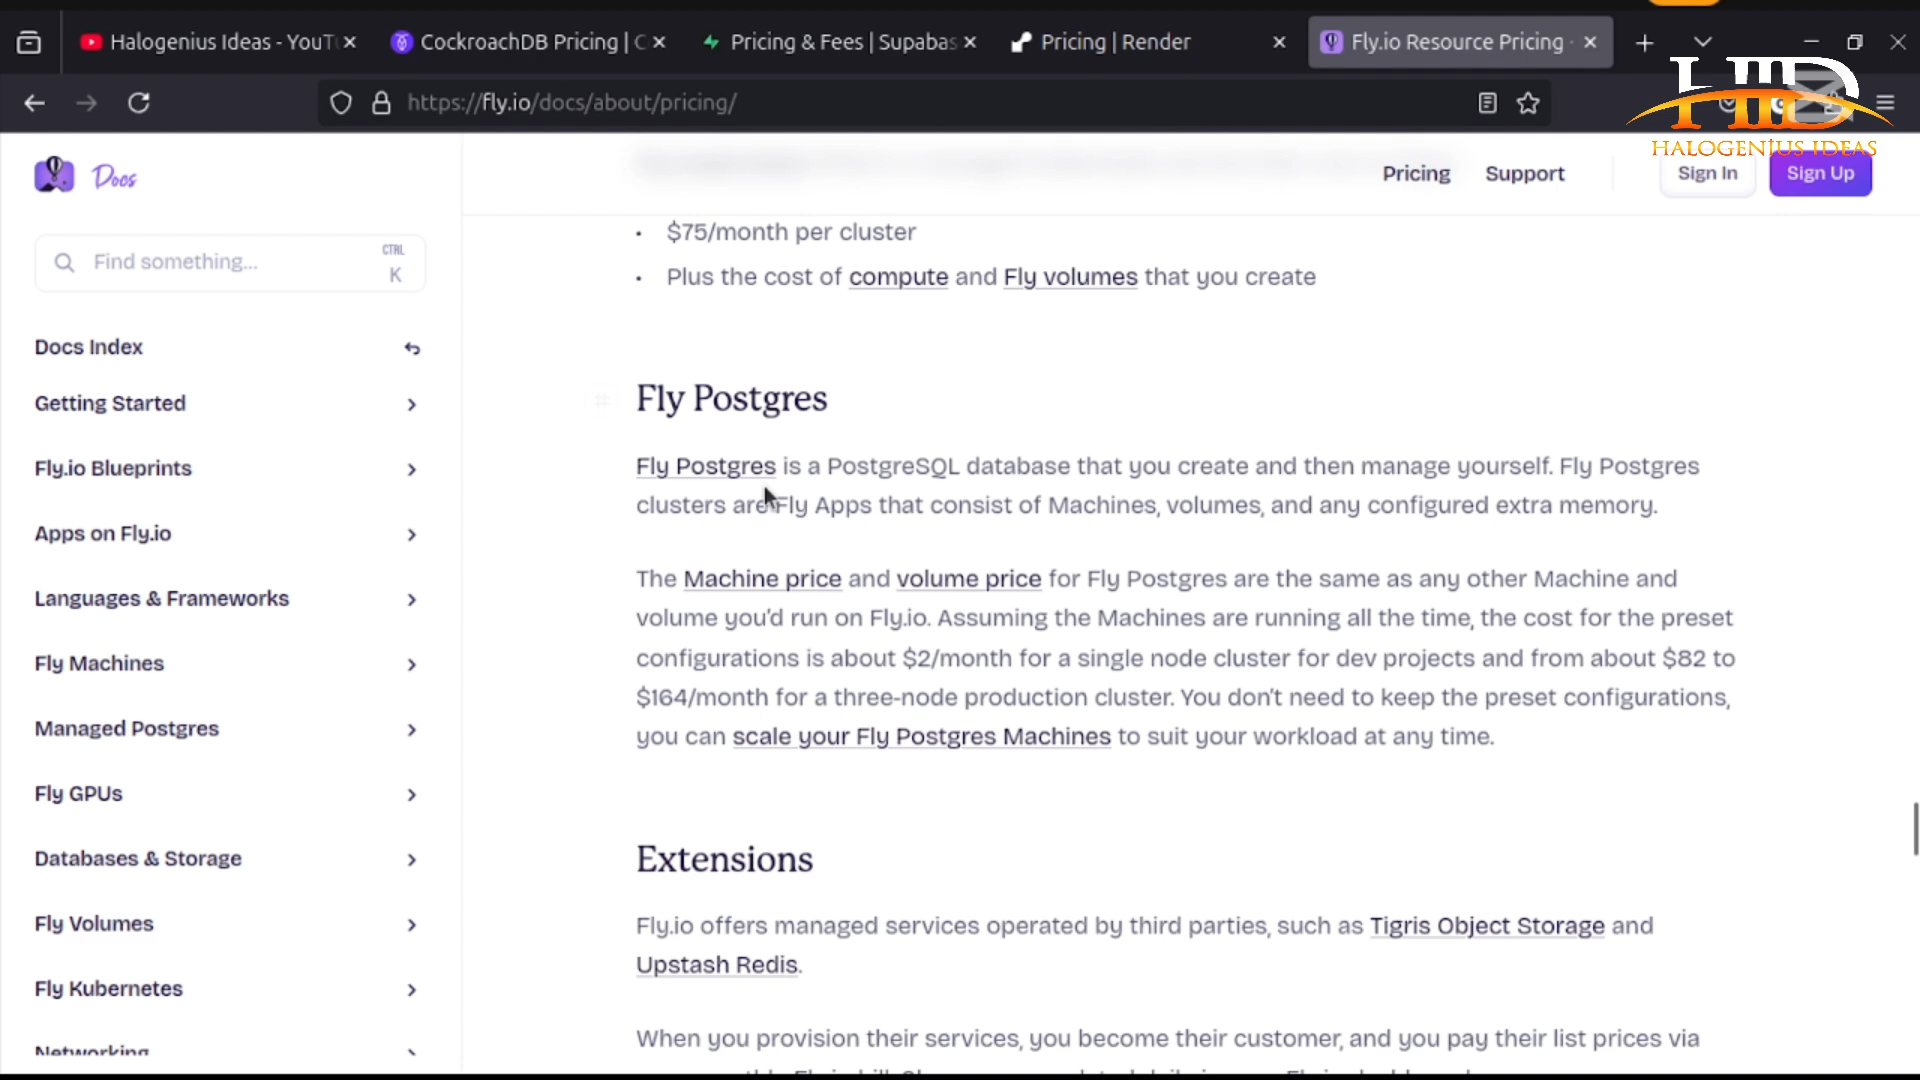 Halogenius Ideas - YouT
CockroachDB Pricing | C
Pricing & Fees | Supabas
Pricing | Render
Fly.io Resource Pricing
https://fly.io/docs/about/pricing/
HID
HALOGENIUS IDEAS
Docs
Pricing
Support
Sign In
Sign Up
Find something...
CTRL
K
Docs Index
Getting Started
Fly.io Blueprints
Apps on Fly.io
Languages & Frameworks
Fly Machines
Managed Postgres
Fly GPUs
Databases & Storage
Fly Volumes
Fly Kubernetes
Networking
• $75/month per cluster
• Plus the cost of compute and Fly volumes that you create
# Fly Postgres
Fly Postgres is a PostgreSQL database that you create and then manage yourself. Fly Postgres
clusters are Fly Apps that consist of Machines, volumes, and any configured extra memory.
The Machine price and volume price for Fly Postgres are the same as any other Machine and
volume you'd run on Fly.io. Assuming the Machines are running all the time, the cost for the preset
configurations is about $2/month for a single node cluster for dev projects and from about $82 to
$164/month for a three-node production cluster. You don't need to keep the preset configurations,
you can scale your Fly Postgres Machines to suit your workload at any time.
Extensions
Fly.io offers managed services operated by third parties, such as Tigris Object Storage and
Upstash Redis.
When you provision their services, you become their customer, and you pay their list prices via